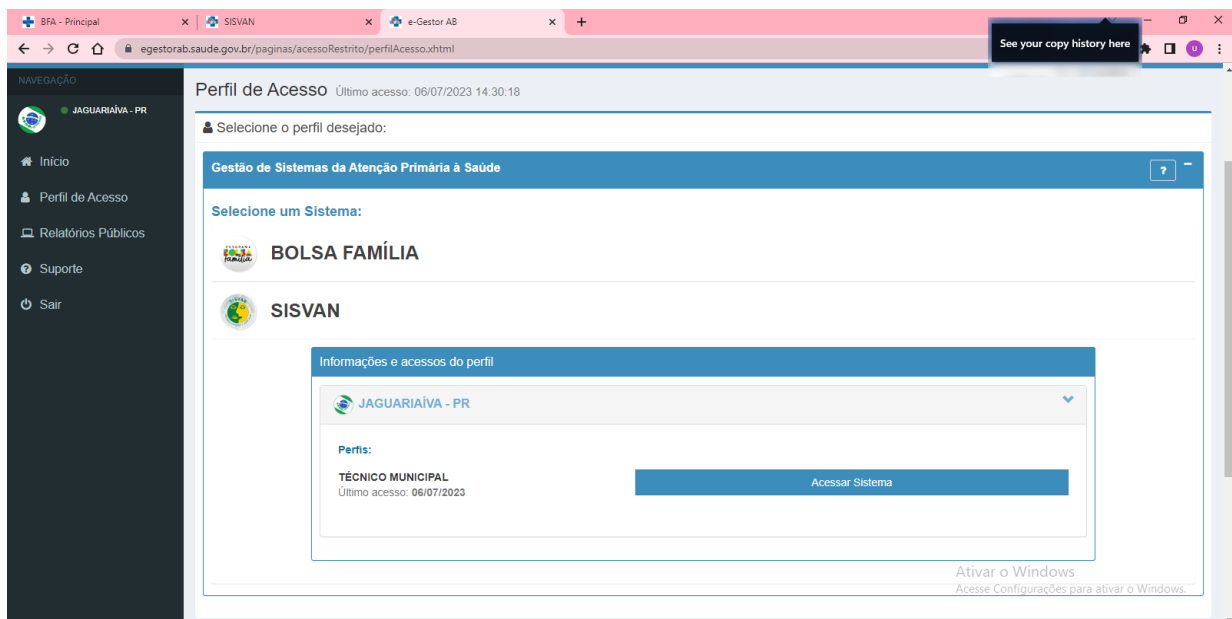 BFA - Principal
SISVAN
e-Gestor AB
See your copy history here
egestorab.saude.gov.br/paginas/acessoRestrito/perfilAcesso.xhtml
U
NAVEGAÇÃO
JAGUARIAÍVA - PR
Início
Perfil de Acesso
Relatórios Públicos
Suporte
Sair
Perfil de Acesso Último acesso: 06/07/2023 14:30:18
Selecione o perfil desejado:
Gestão de Sistemas da Atenção Primária à Saúde
?
Selecione um Sistema:
PROGRAMA
BOLSA
família
BOLSA FAMÍLIA
SISVAN
SISVAN
Informações e acessos do perfil
JAGUARIAÍVA - PR
Perfis:
TÉCNICO MUNICIPAL
Último acesso: 06/07/2023
Acessar Sistema
Ativar o Windows
Acesse Configurações para ativar o Windows.